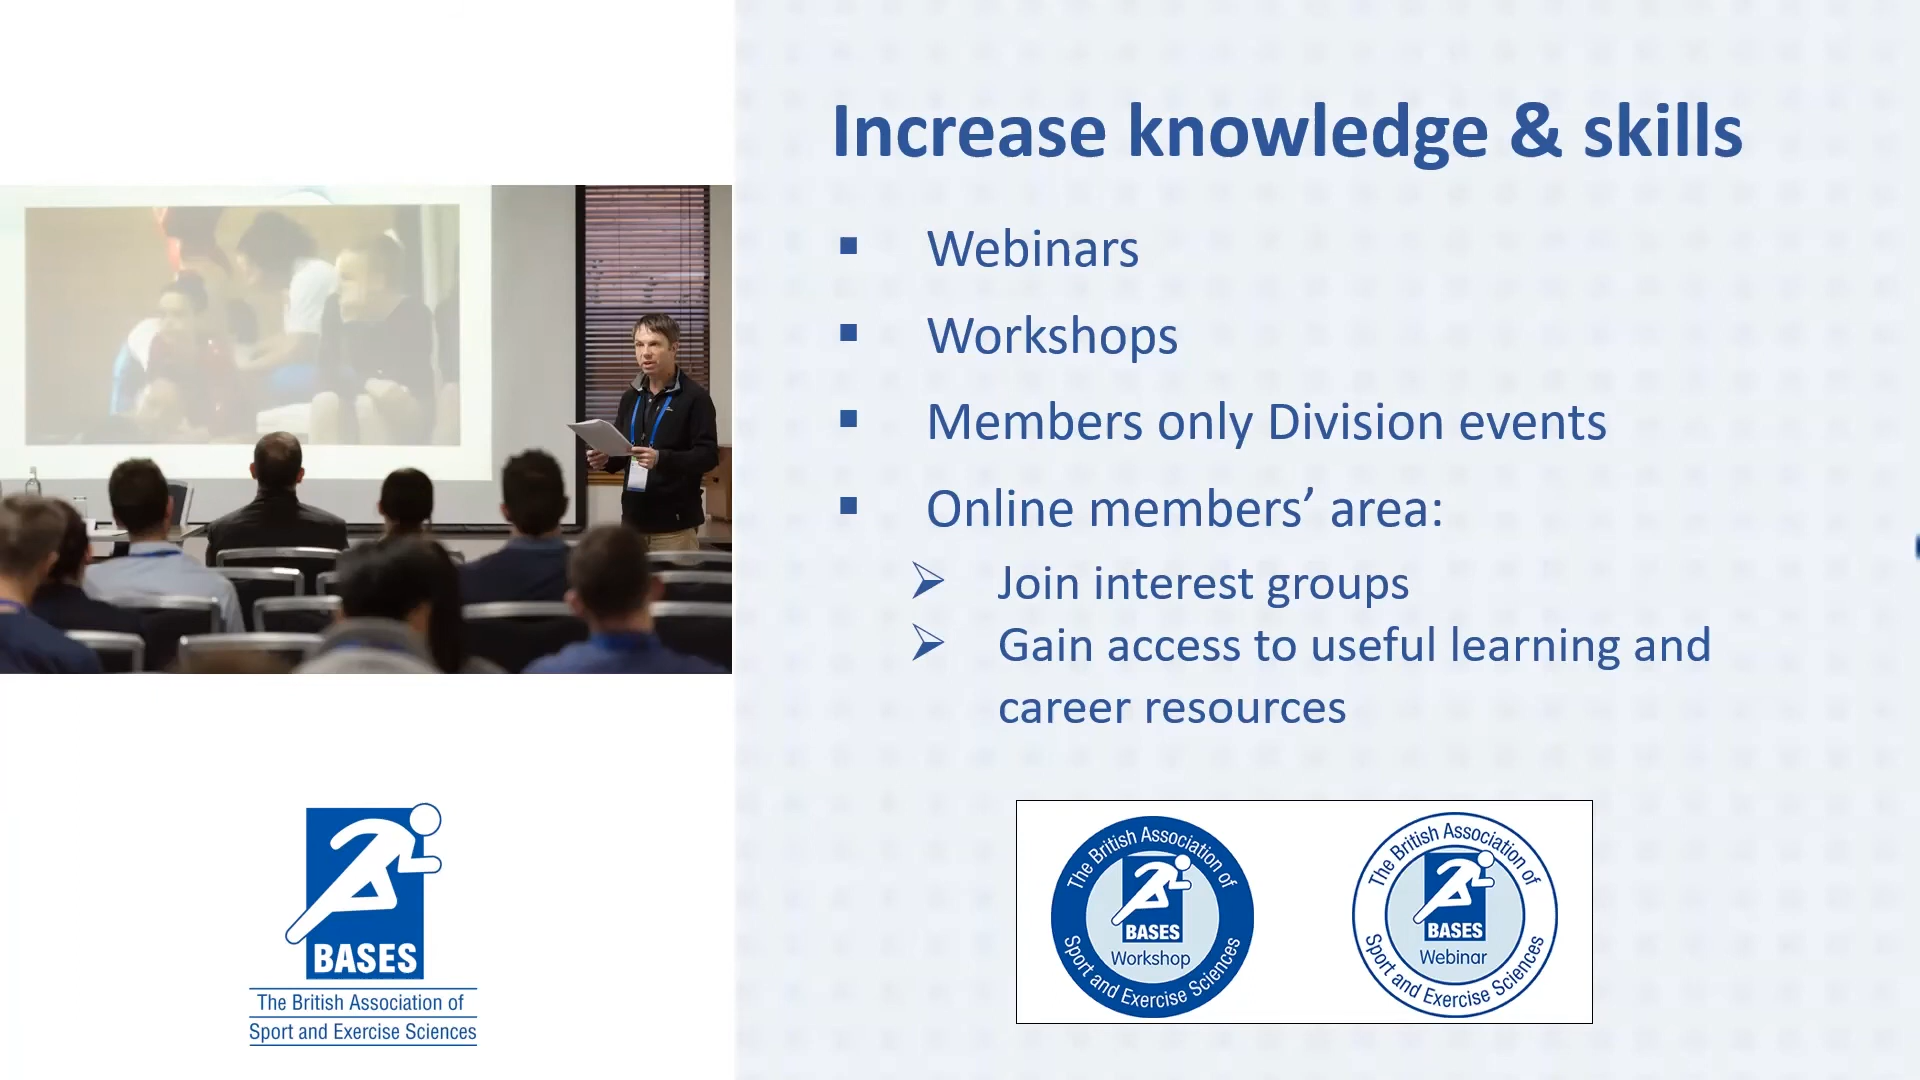 Increase knowledge & skills
Webinars
Workshops
Members only Division events
Online members’ area:
Join interest groups
Gain access to useful learning and
career resources
BASES
The British Association of
Sport and Exercise Sciences
The British Association of
BASES
Workshop
Sport and Exercise Sciences
The British Association of
BASES
Webinar
Sport and Exercise Sciences